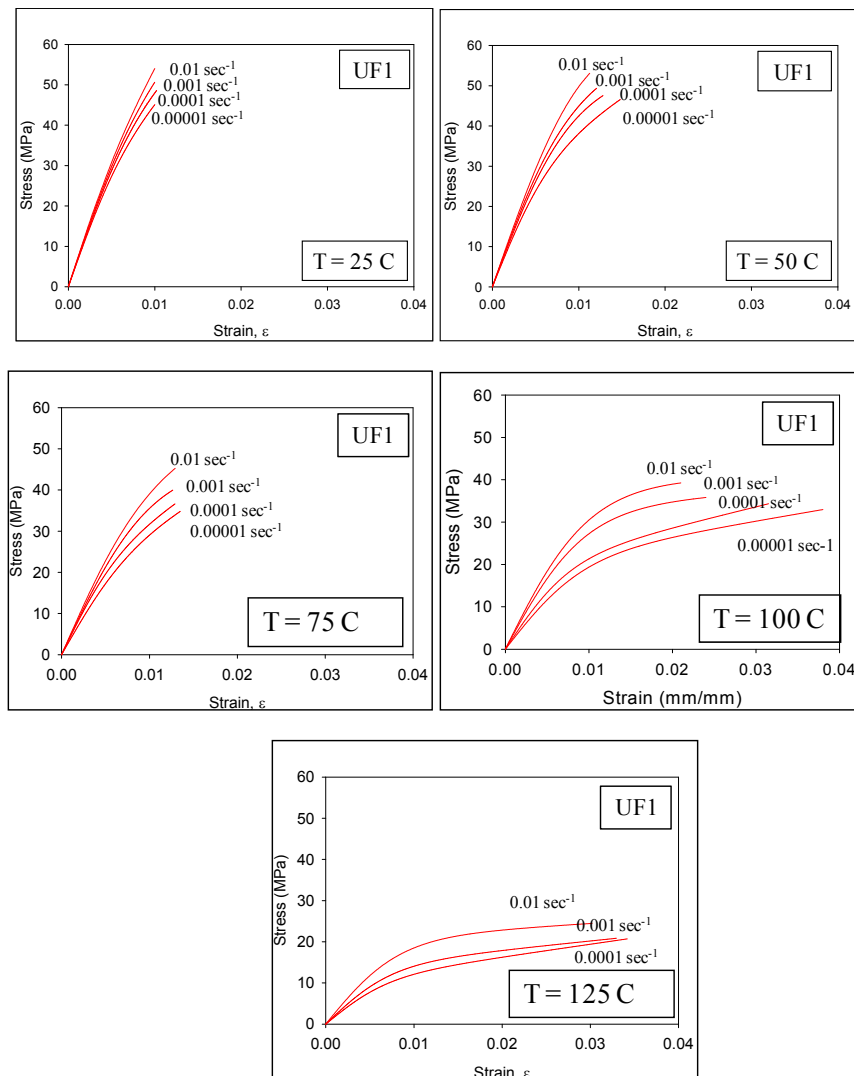 60
50
40
30
20
10
0
Stress (MPa)
0.01 sec⁻¹
0.001 sec⁻¹
0.0001 sec⁻¹
0.00001 sec⁻¹
UF1
T = 25 C
0.00 0.01 0.02 0.03 0.04
Strain, ε
60
50
40
30
20
10
0
Stress (MPa)
0.01 sec⁻¹
0.001 sec⁻¹
0.0001 sec⁻¹
0.00001 sec⁻¹
UF1
T = 50 C
0.00 0.01 0.02 0.03 0.04
Strain, ε
60
50
40
30
20
10
0
Stress (MPa)
0.01 sec⁻¹
0.001 sec⁻¹
0.0001 sec⁻¹
0.00001 sec⁻¹
UF1
T = 75 C
0.00 0.01 0.02 0.03 0.04
Strain, ε
60
50
40
30
20
10
0
Stress (MPa)
0.01 sec⁻¹
0.001 sec⁻¹
0.0001 sec⁻¹
0.00001 sec-1
UF1
T = 100 C
0.00 0.01 0.02 0.03 0.04
Strain (mm/mm)
60
50
40
30
20
10
0
Stress (MPa)
0.01 sec⁻¹
0.001 sec⁻¹
0.0001 sec⁻¹
UF1
T = 125 C
0.00 0.01 0.02 0.03 0.04
Strain, ε